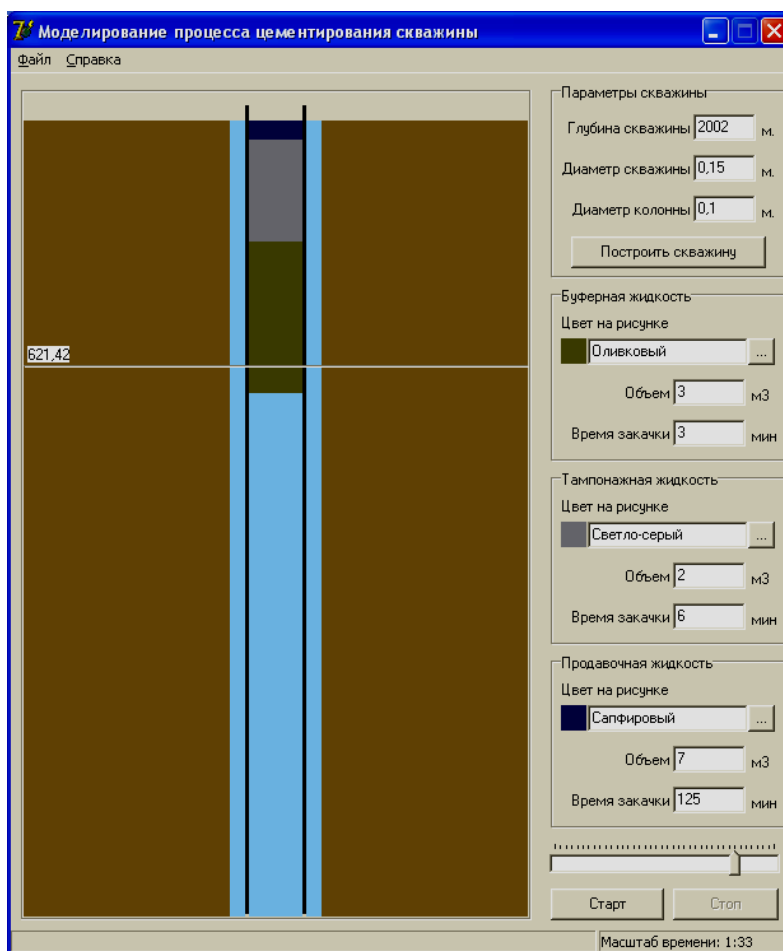 Моделирование процесса цементирования скважины
Файл Справка
621,42
Параметры скважины
Глубина скважины 2002 м.
Диаметр скважины 0,15 м.
Диаметр колонны 0,1 м.
Построить скважину
Буферная жидкость
Цвет на рисунке
Оливковый ...
Объем 3 м3
Время закачки 3 мин
Тампонажная жидкость
Цвет на рисунке
Светло-серый ...
Объем 2 м3
Время закачки 6 мин
Продавочная жидкость
Цвет на рисунке
Сапфировый ...
Объем 7 м3
Время закачки 125 мин
Старт Стоп
Масштаб времени: 1:33